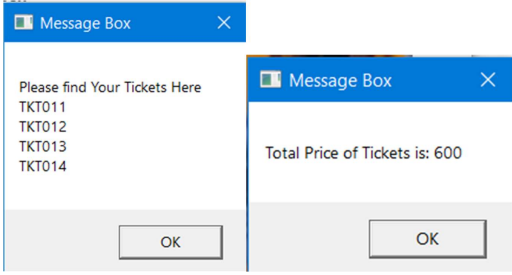 Message Box
Please find Your Tickets Here
TKT011
TKT012
TKT013
TKT014
OK
Message Box
Total Price of Tickets is: 600
OK